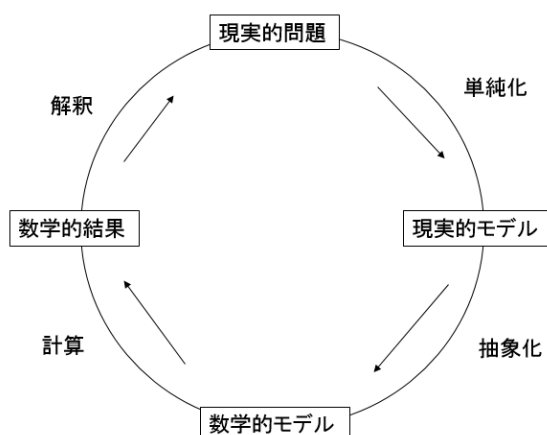 現実的問題
単純化
解釈
現実的モデル
数学的結果
抽象化
計算
数学的モデル